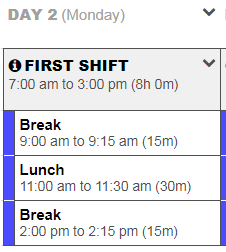 DAY 2 (Monday)
FIRST SHIFT
7:00 am to 3:00 pm (8h 0m)
Break
9:00 am to 9:15 am (15m)
Lunch
11:00 am to 11:30 am (30m)
Break
2:00 pm to 2:15 pm (15m)